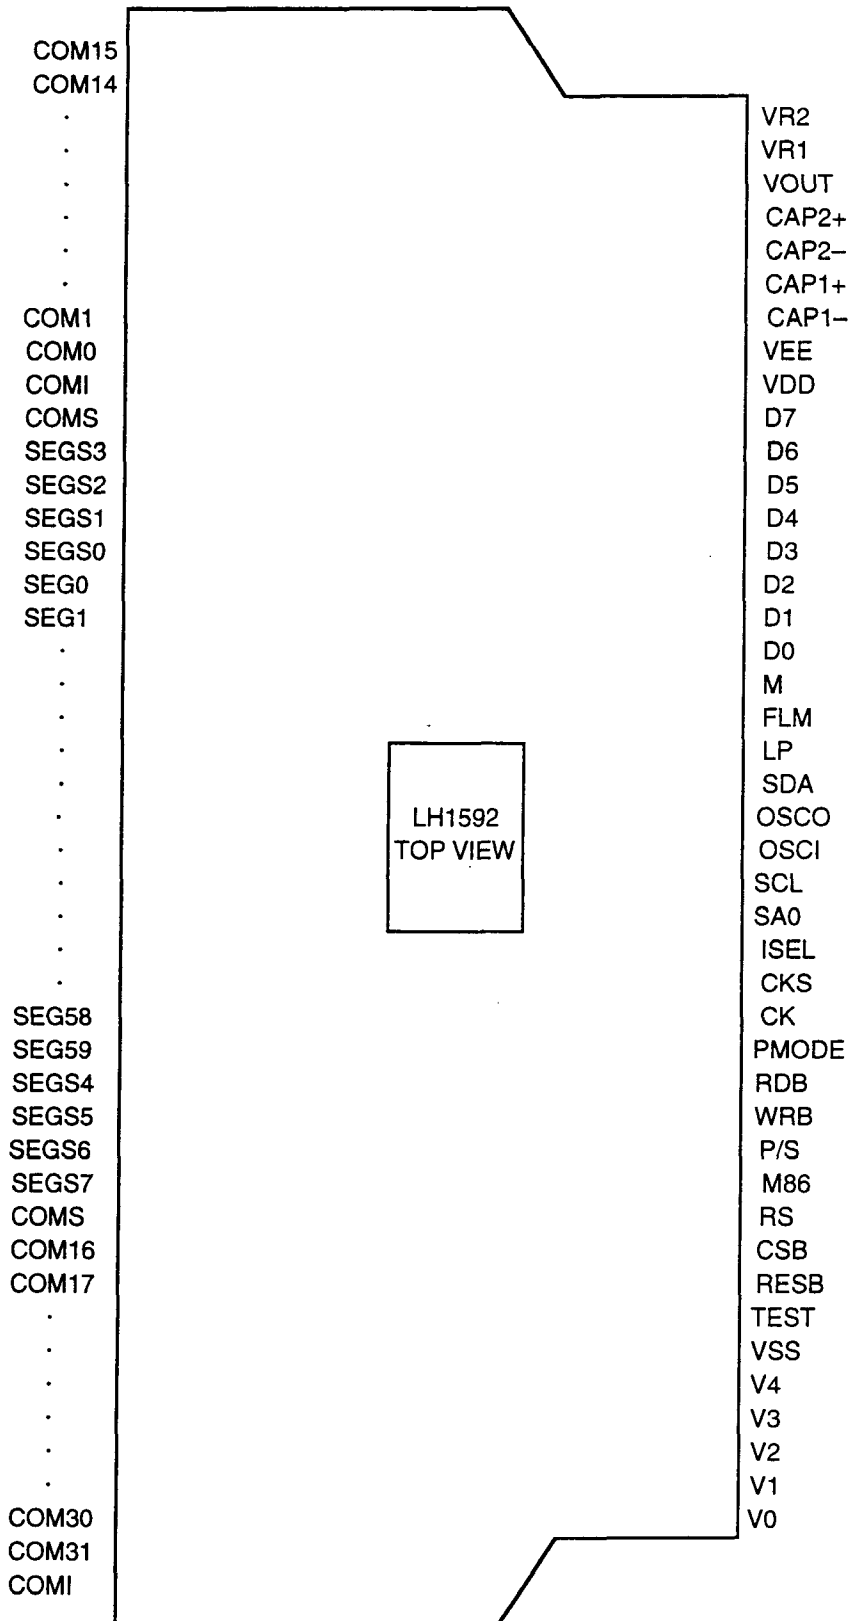 COM15
COM14
.
.
.
.
.
.
COM1
COM0
COMI
COMS
SEGS3
SEGS2
SEGS1
SEGS0
SEG0
SEG1
.
.
.
.
.
.
.
.
.
.
.
SEG58
SEG59
SEGS4
SEGS5
SEGS6
SEGS7
COMS
COM16
COM17
.
.
.
.
.
.
COM30
COM31
COMI
LH1592
TOP VIEW
VR2
VR1
VOUT
CAP2+
CAP2–
CAP1+
CAP1–
VEE
VDD
D7
D6
D5
D4
D3
D2
D1
D0
M
FLM
LP
SDA
OSCO
OSCI
SCL
SA0
ISEL
CKS
CK
PMODE
RDB
WRB
P/S
M86
RS
CSB
RESB
TEST
VSS
V4
V3
V2
V1
V0